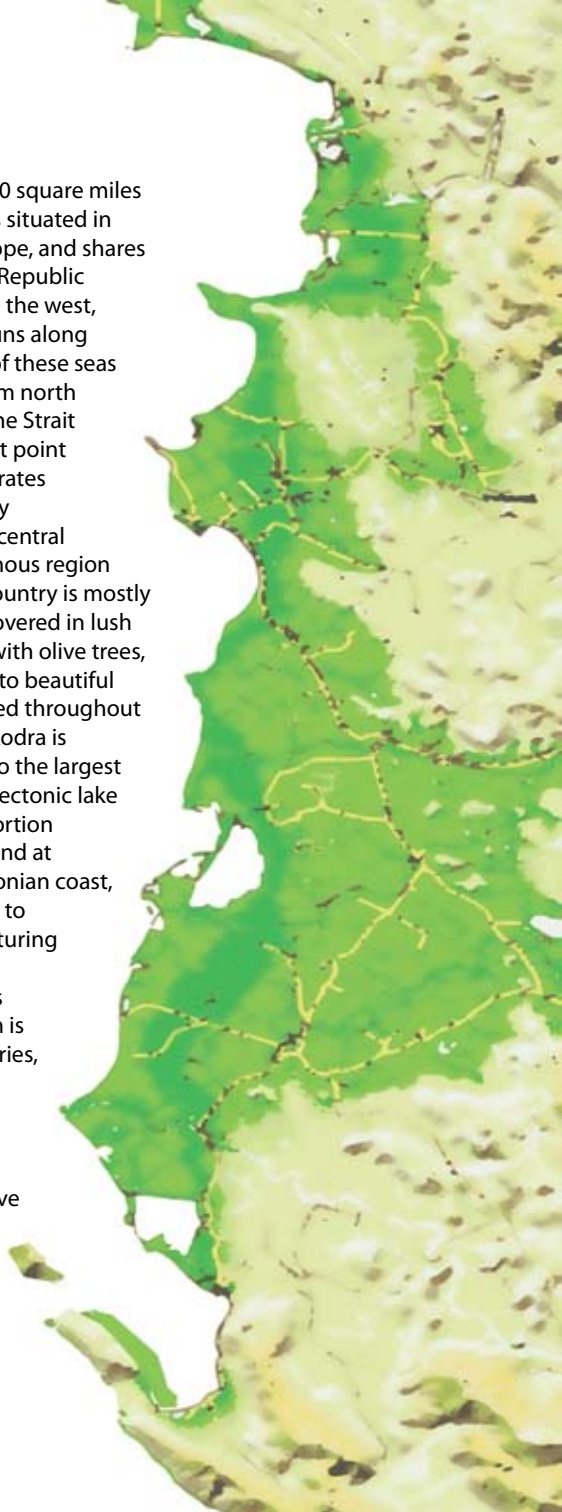 0 square miles
situated in
ope, and shares
Republic
the west,
uns along
of these seas
m north
ne Strait
t point
rates
y
central
nous region
ountry is mostly
overed in lush
with olive trees,
to beautiful
ed throughout
odra is
o the largest
ectonic lake
ortion
nd at
onian coast,
to
turing
s
n is
ries,
ve